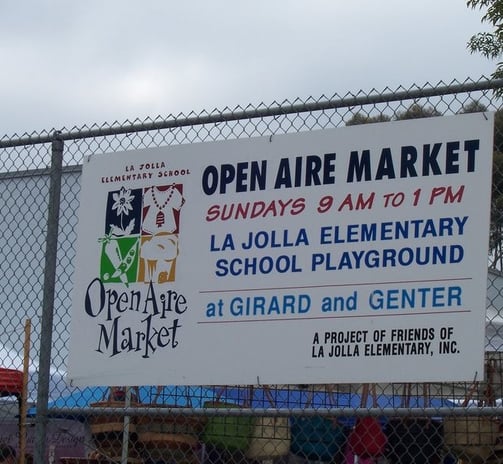 LA JOLLA
ELEMENTARY SCHOOL
Open Aire
Market
OPEN AIRE MARKET
SUNDAYS 9 AM TO 1 PM
LA JOLLA ELEMENTARY
SCHOOL PLAYGROUND
at GIRARD and GENTER
A PROJECT OF FRIENDS OF
LA JOLLA ELEMENTARY, INC.